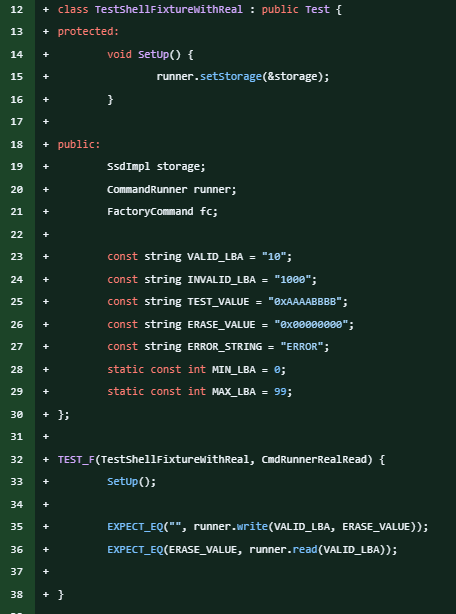 12 + class TestShellFixtureWithReal : public Test {
13 + protected:
14 + void SetUp() {
15 + runner.setStorage(&storage);
16 + }
17 +
18 + public:
19 + SsdImpl storage;
20 + CommandRunner runner;
21 + FactoryCommand fc;
22 +
23 + const string VALID_LBA = "10";
24 + const string INVALID_LBA = "1000";
25 + const string TEST_VALUE = "0xAAAABBBB";
26 + const string ERASE_VALUE = "0x00000000";
27 + const string ERROR_STRING = "ERROR";
28 + static const int MIN_LBA = 0;
29 + static const int MAX_LBA = 99;
30 + };
31 +
32 + TEST_F(TestShellFixtureWithReal, CmdRunnerRealRead) {
33 + SetUp();
34 +
35 + EXPECT_EQ("", runner.write(VALID_LBA, ERASE_VALUE));
36 + EXPECT_EQ(ERASE_VALUE, runner.read(VALID_LBA));
37 +
38 + }